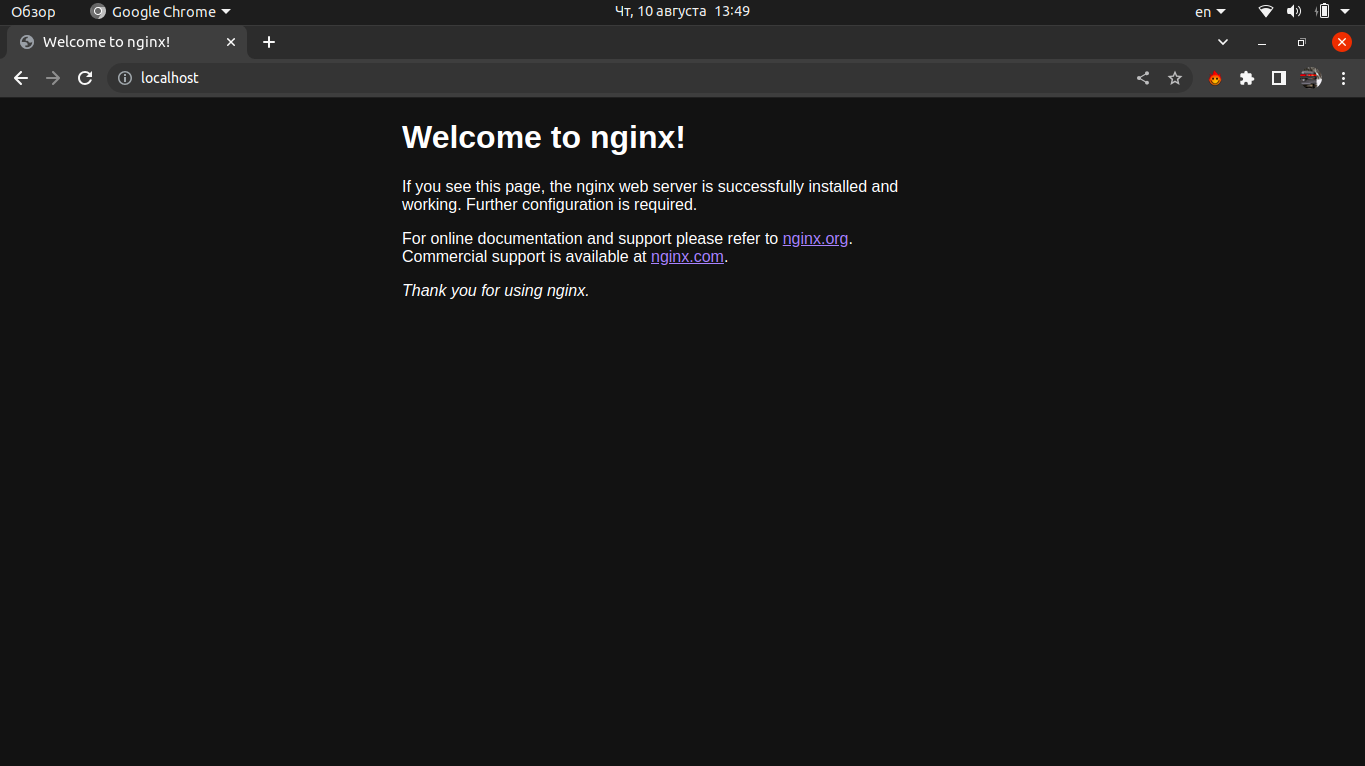 Обзор
Google Chrome
Чт, 10 августа 13:49
en
Welcome to nginx!
localhost
Welcome to nginx!
If you see this page, the nginx web server is successfully installed and
working. Further configuration is required.
For online documentation and support please refer to nginx.org.
Commercial support is available at nginx.com.
Thank you for using nginx.